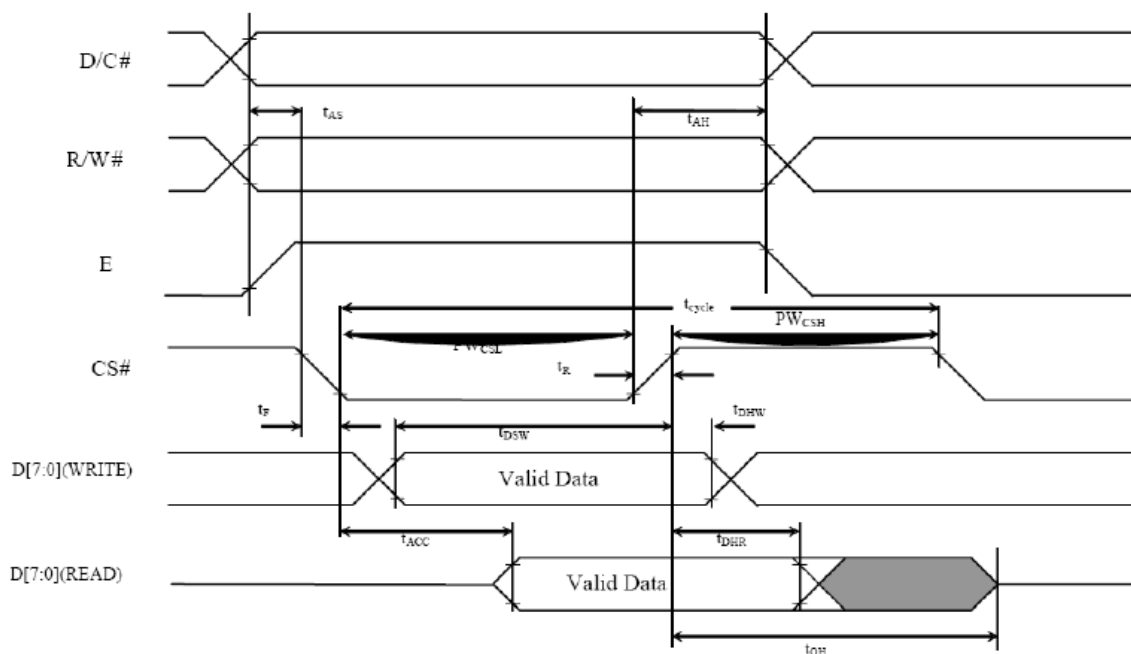 D/C#
tAS
tAH
R/W#
E
tcycle
PWCSH
PWCSL
CS#
tR
tF
tDSW
tDHW
D[7:0](WRITE)
Valid Data
tACC
tDHR
D[7:0](READ)
Valid Data
tOH